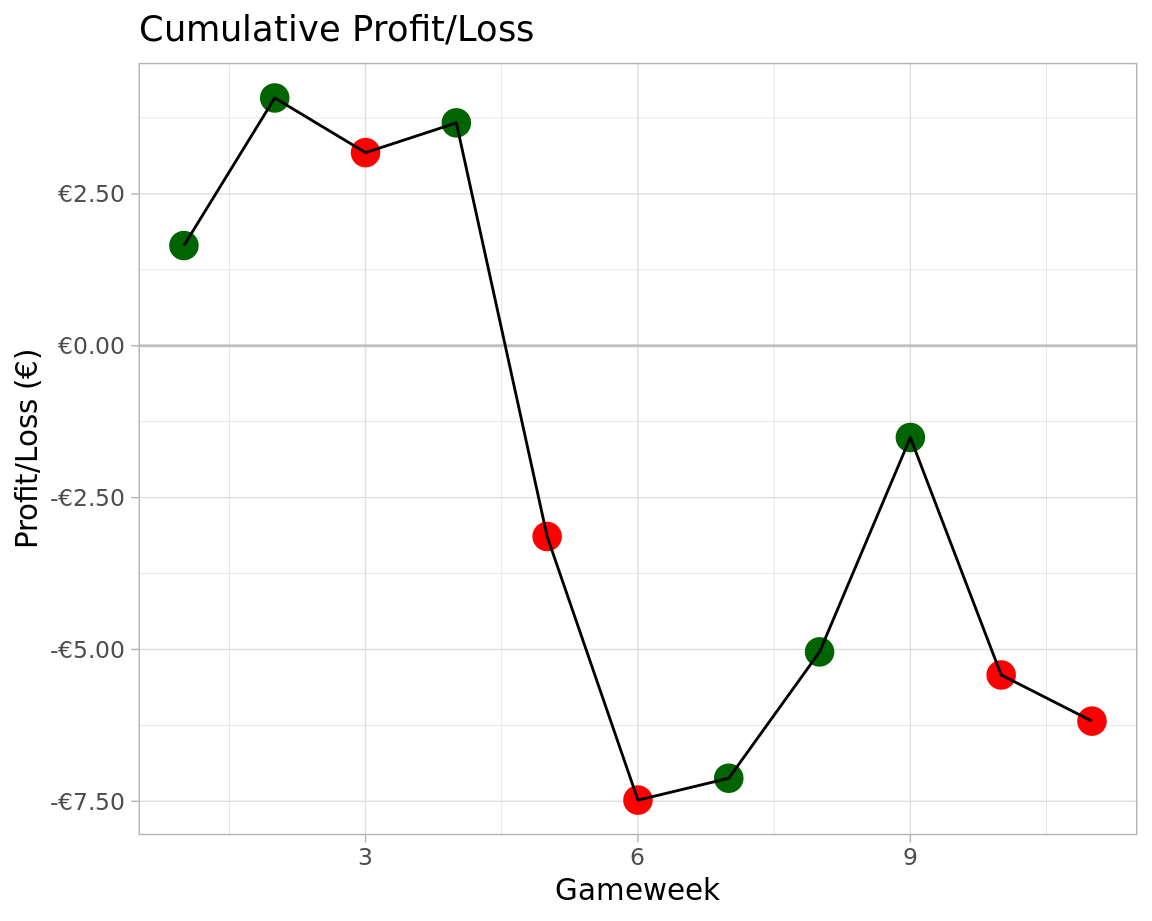 Cumulative Profit/Loss
Profit/Loss (€)
€2.50
€0.00
-€2.50
-€5.00
-€7.50
3 6 9
Gameweek